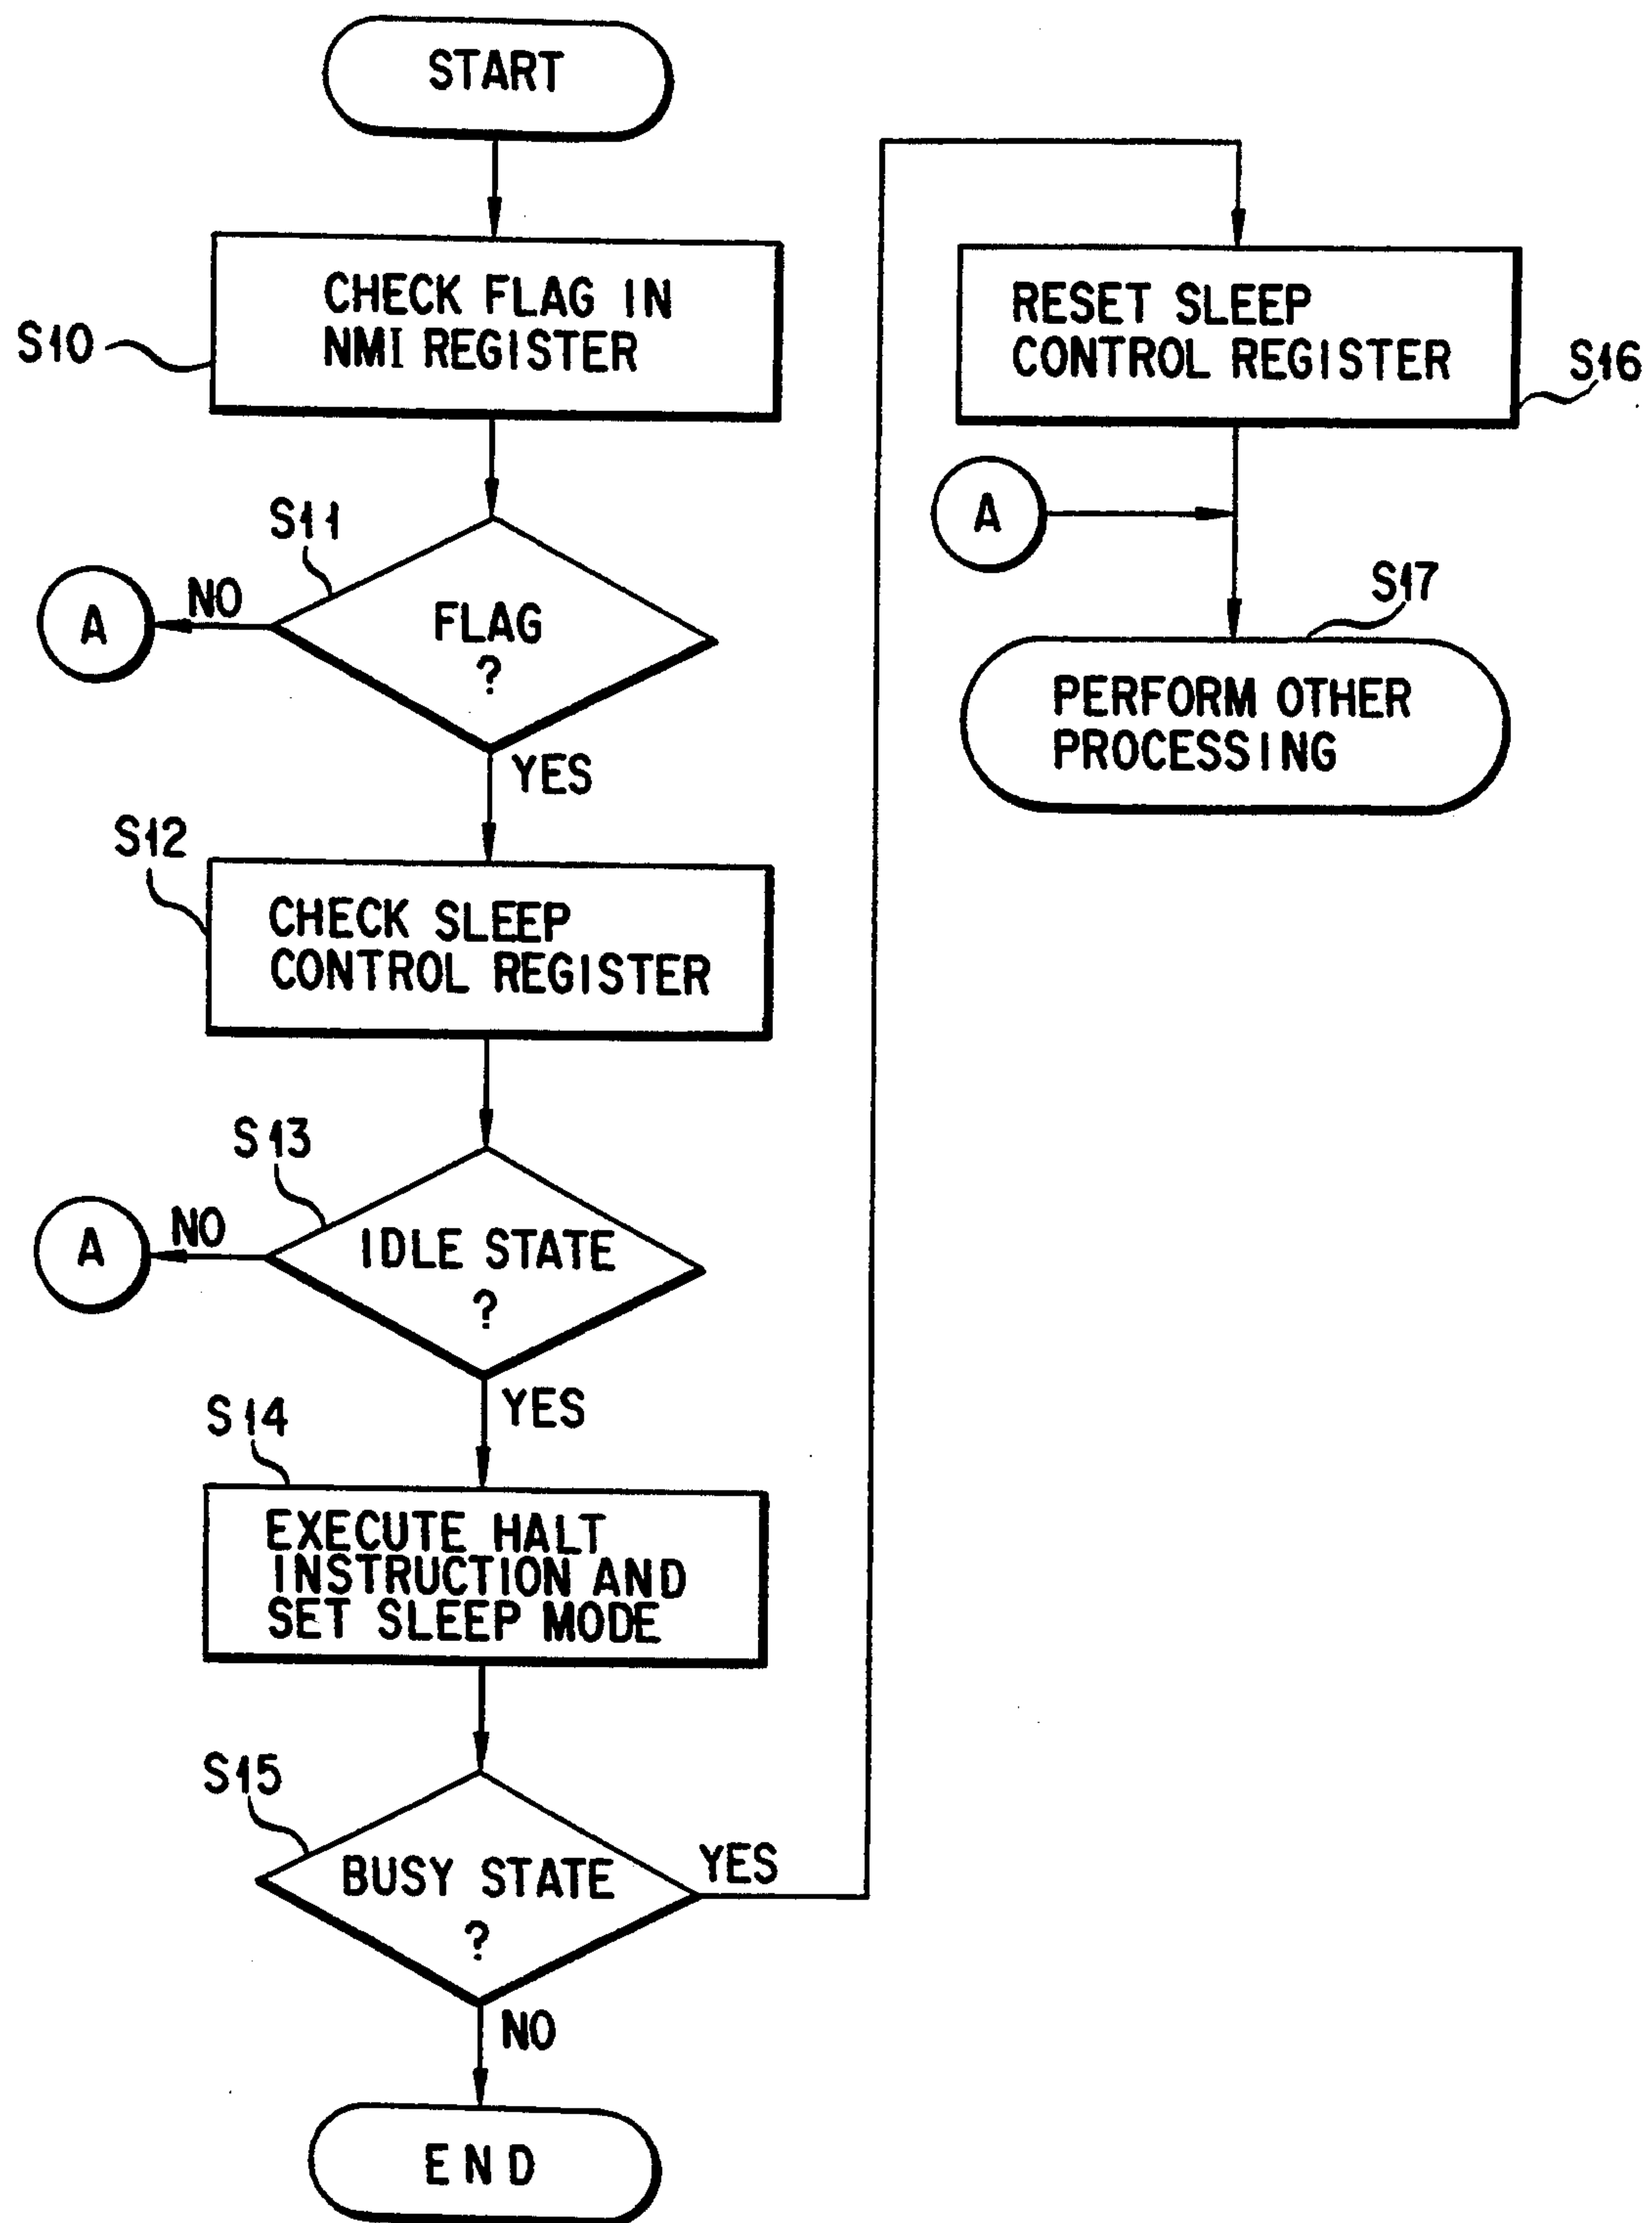 START
CHECK FLAG IN
NMI REGISTER
S10
S11
FLAG
?
NO
A
YES
S12
CHECK SLEEP
CONTROL REGISTER
S13
IDLE STATE
?
NO
A
YES
S14
EXECUTE HALT
INSTRUCTION AND
SET SLEEP MODE
S15
BUSY STATE
?
YES
NO
END
RESET SLEEP
CONTROL REGISTER
S16
A
S17
PERFORM OTHER
PROCESSING